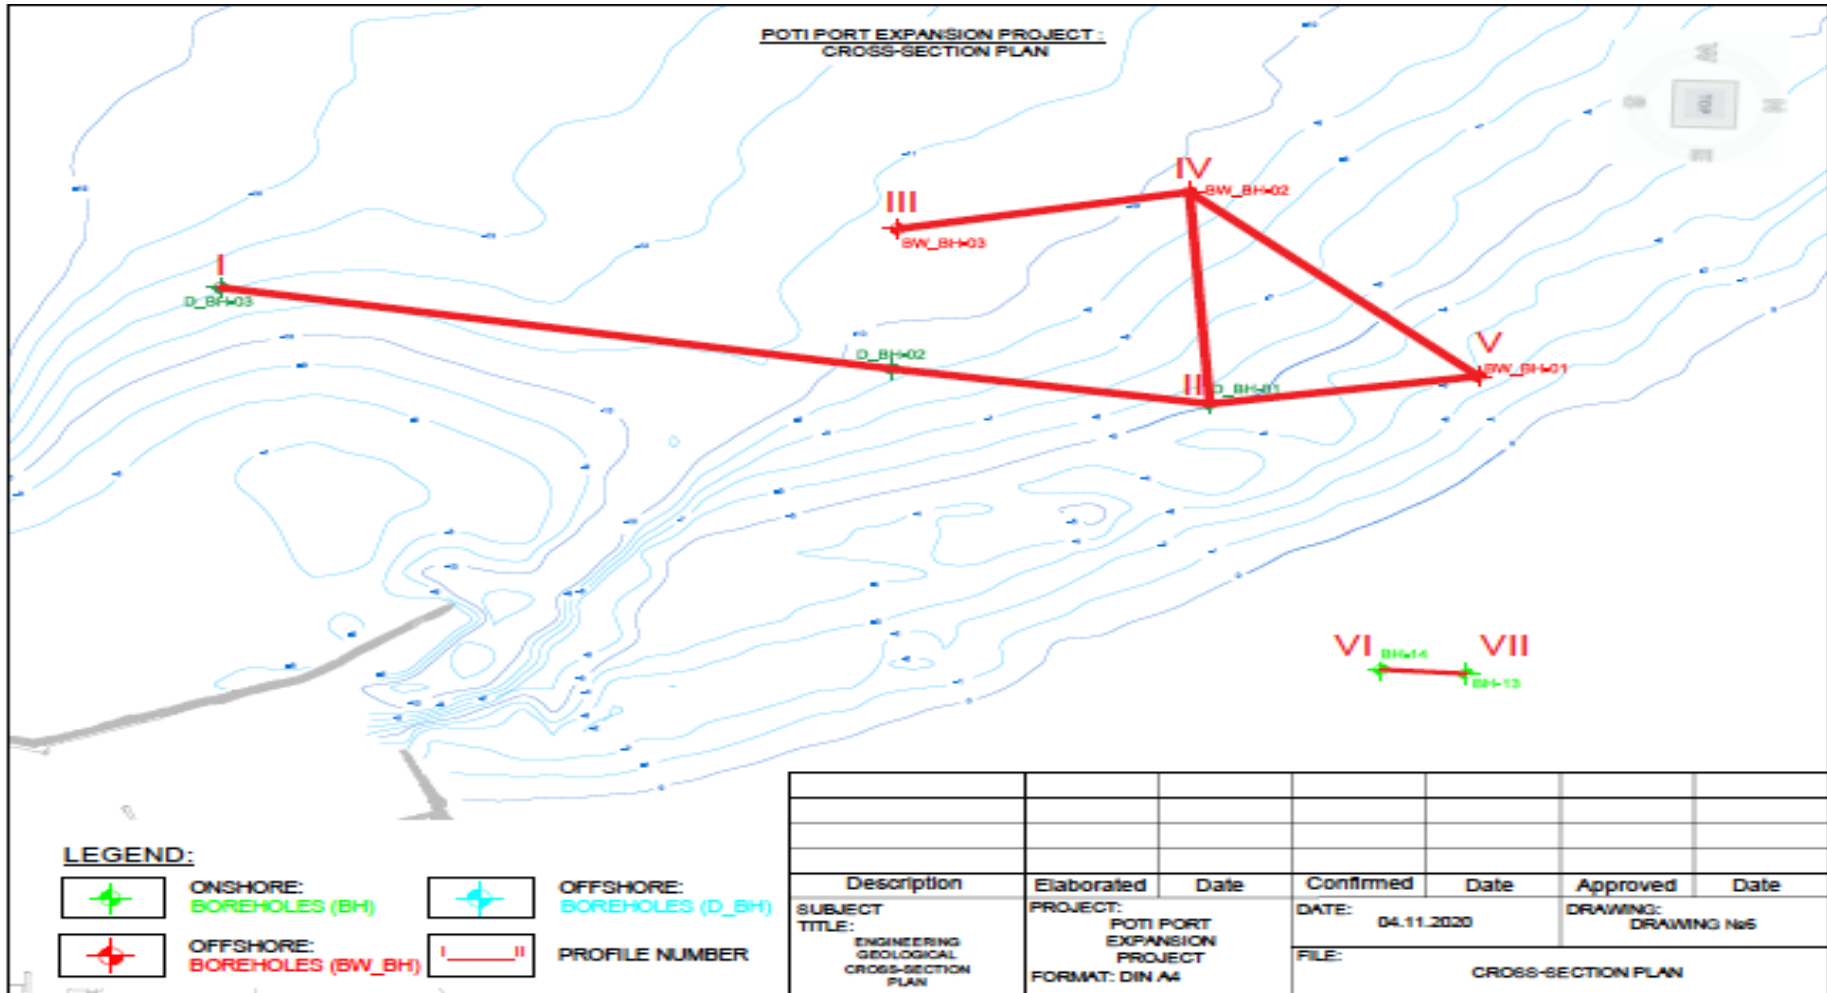 POTI PORT EXPANSION PROJECT :
CROSS-SECTION PLAN
W
S
TOP
N
E
IV
BW_BH-02
III
BW_BH-03
I
D_BH-03
D_BH-02
V
BW_BH-01
II
D_BH-01
VI
BH-14
VII
BH-13
LEGEND:
ONSHORE:
BOREHOLES (BH)
OFFSHORE:
BOREHOLES (D_BH)
OFFSHORE:
BOREHOLES (BW_BH)
I II
PROFILE NUMBER
Description Elaborated Date Confirmed Date Approved Date
SUBJECT
TITLE:
ENGINEERING
GEOLOGICAL
CROSS-SECTION
PLAN
PROJECT:
POTI PORT
EXPANSION
PROJECT
FORMAT: DIN A4
DATE:
04.11.2020
DRAWING:
DRAWING №5
FILE:
CROSS-SECTION PLAN